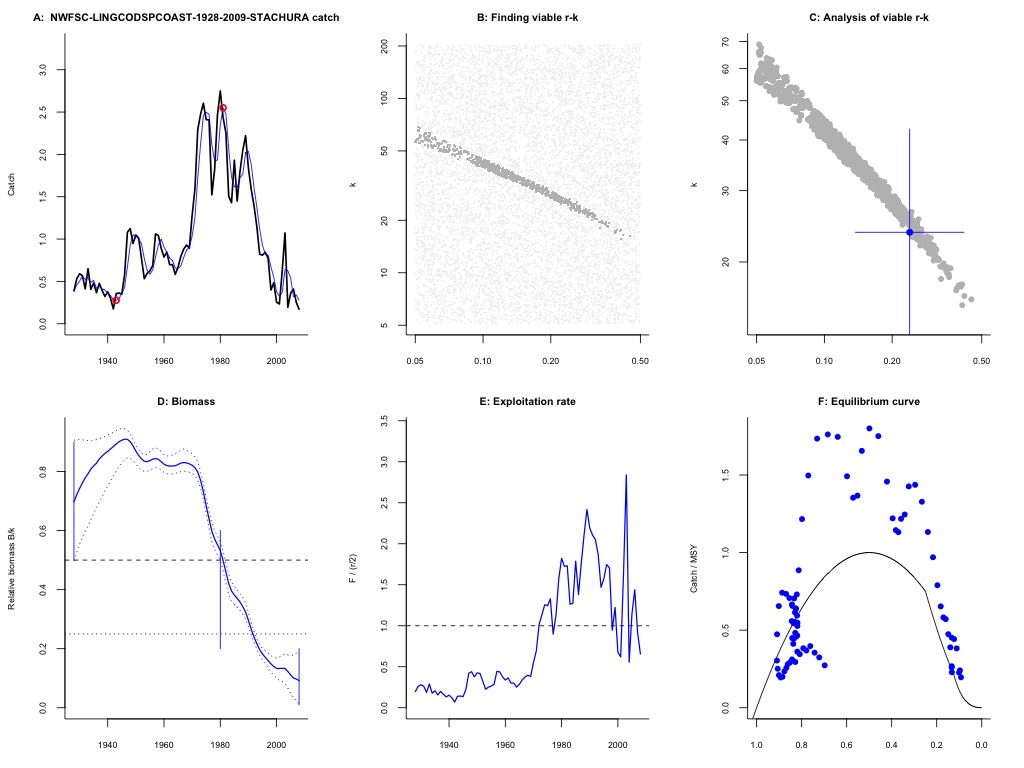 A:  NWFSC-LINGCODSPCOAST-1928-2009-STACHURA catch
Catch
0.0 0.5 1.0 1.5 2.0 2.5 3.0
1940 1960 1980 2000
B: Finding viable r-k
k
5 10 20 50 100 200
0.05 0.10 0.20 0.50
C: Analysis of viable r-k
k
20 30 40 50 60 70
0.05 0.10 0.20 0.50
D: Biomass
Relative biomass B/k
0.0 0.2 0.4 0.6 0.8
1940 1960 1980 2000
E: Exploitation rate
F / (r/2)
0.0 0.5 1.0 1.5 2.0 2.5 3.0 3.5
1940 1960 1980 2000
F: Equilibrium curve
Catch / MSY
0.0 0.5 1.0 1.5
1.0 0.8 0.6 0.4 0.2 0.0